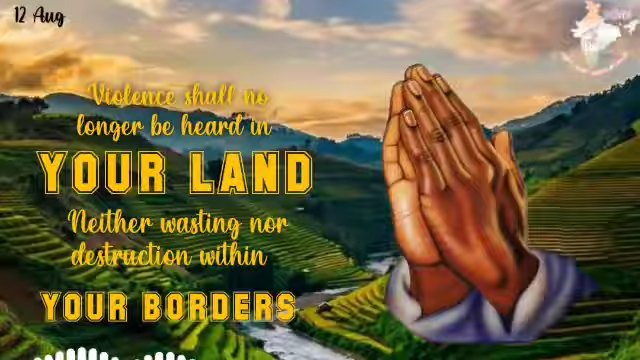 12 Aug
Violence shall no
longer be heard in
YOUR LAND
Neither wasting nor
destruction within
YOUR BORDERS